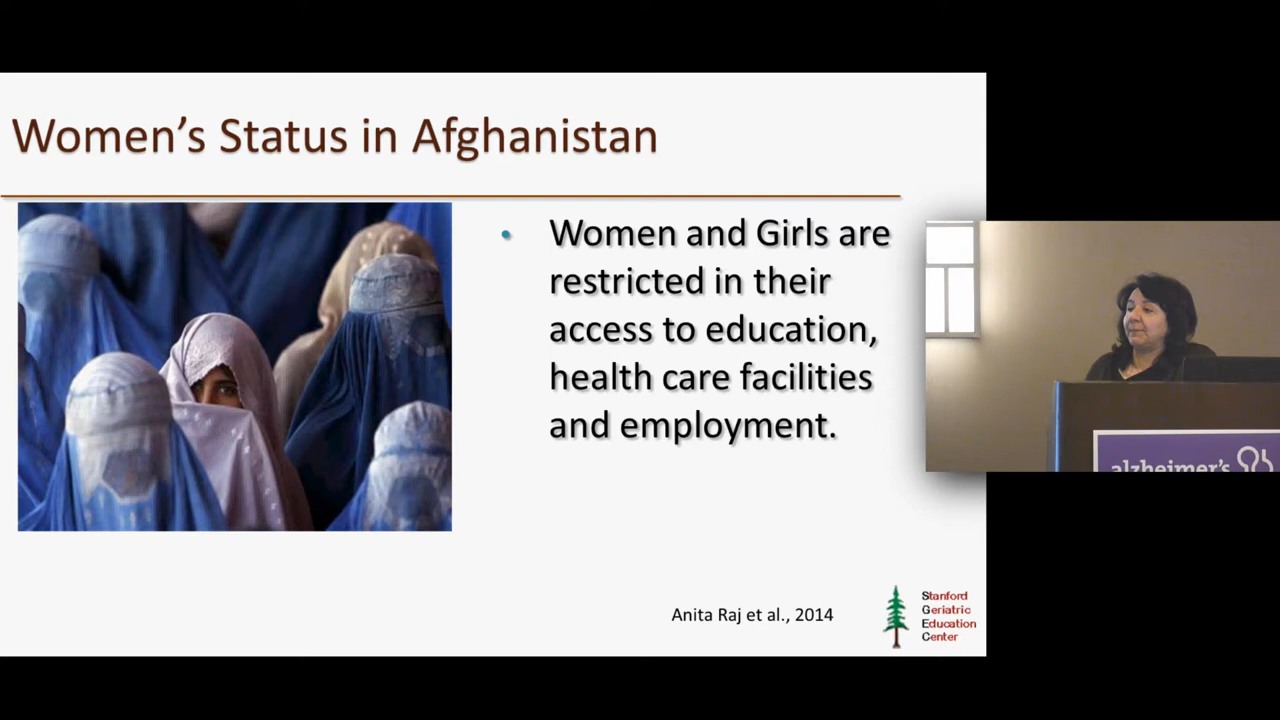 Women’s Status in Afghanistan
• Women and Girls are
restricted in their
access to education,
health care facilities
and employment.
Anita Raj et al., 2014
Stanford
Geriatric
Education
Center
alzheimer's